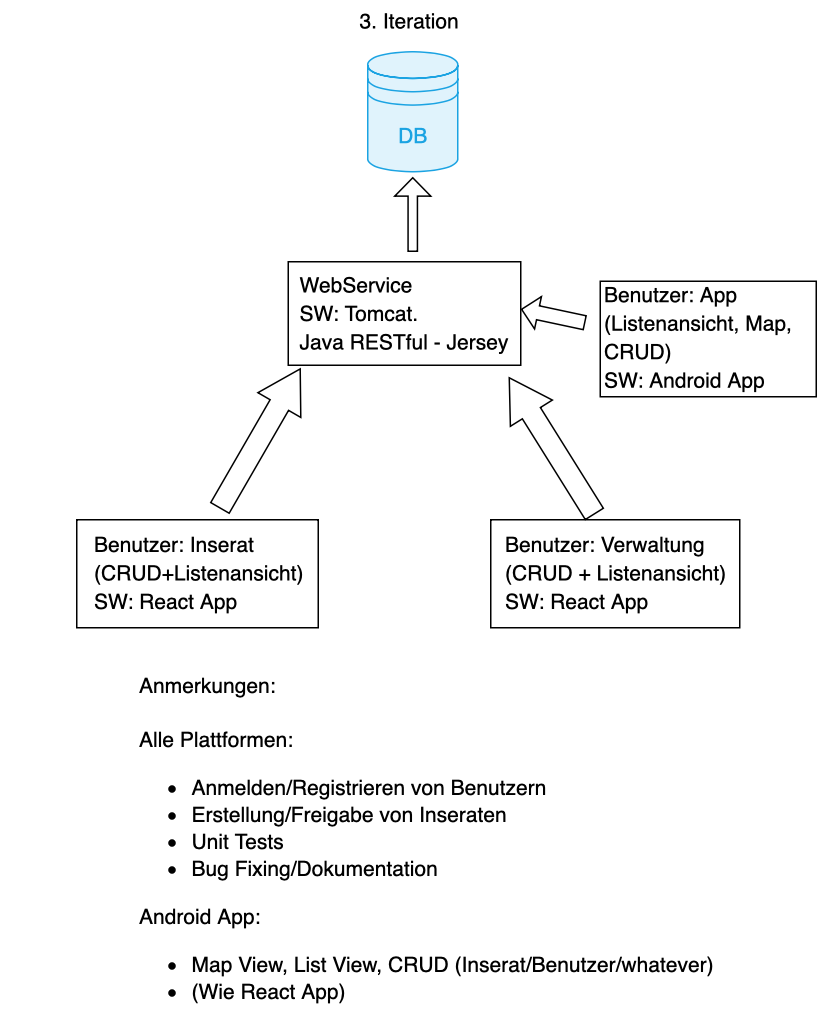 3. Iteration
DB
WebService
SW: Tomcat.
Java RESTful - Jersey
Benutzer: App
(Listenansicht, Map,
CRUD)
SW: Android App
Benutzer: Inserat
(CRUD+Listenansicht)
SW: React App
Benutzer: Verwaltung
(CRUD + Listenansicht)
SW: React App
Anmerkungen:
Alle Plattformen:
• Anmelden/Registrieren von Benutzern
• Erstellung/Freigabe von Inseraten
• Unit Tests
• Bug Fixing/Dokumentation
Android App:
• Map View, List View, CRUD (Inserat/Benutzer/whatever)
• (Wie React App)